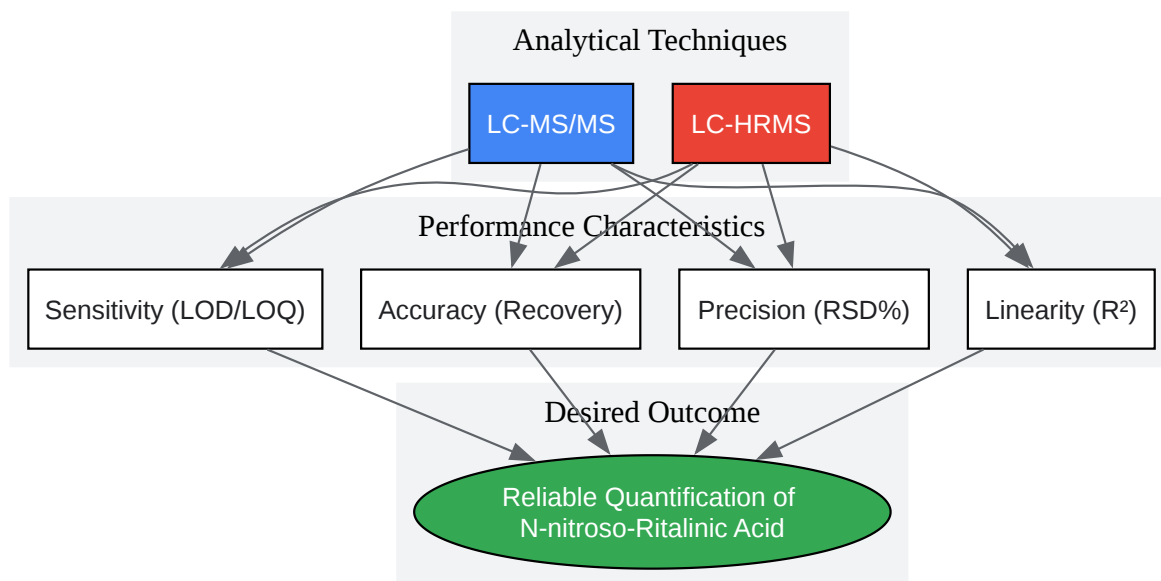 Analytical Techniques
LC-MS/MS
LC-HRMS
Performance Characteristics
Sensitivity (LOD/LOQ)
Accuracy (Recovery)
Precision (RSD%)
Linearity (R²)
Desired Outcome
Reliable Quantification of
N-nitroso-Ritalinic Acid